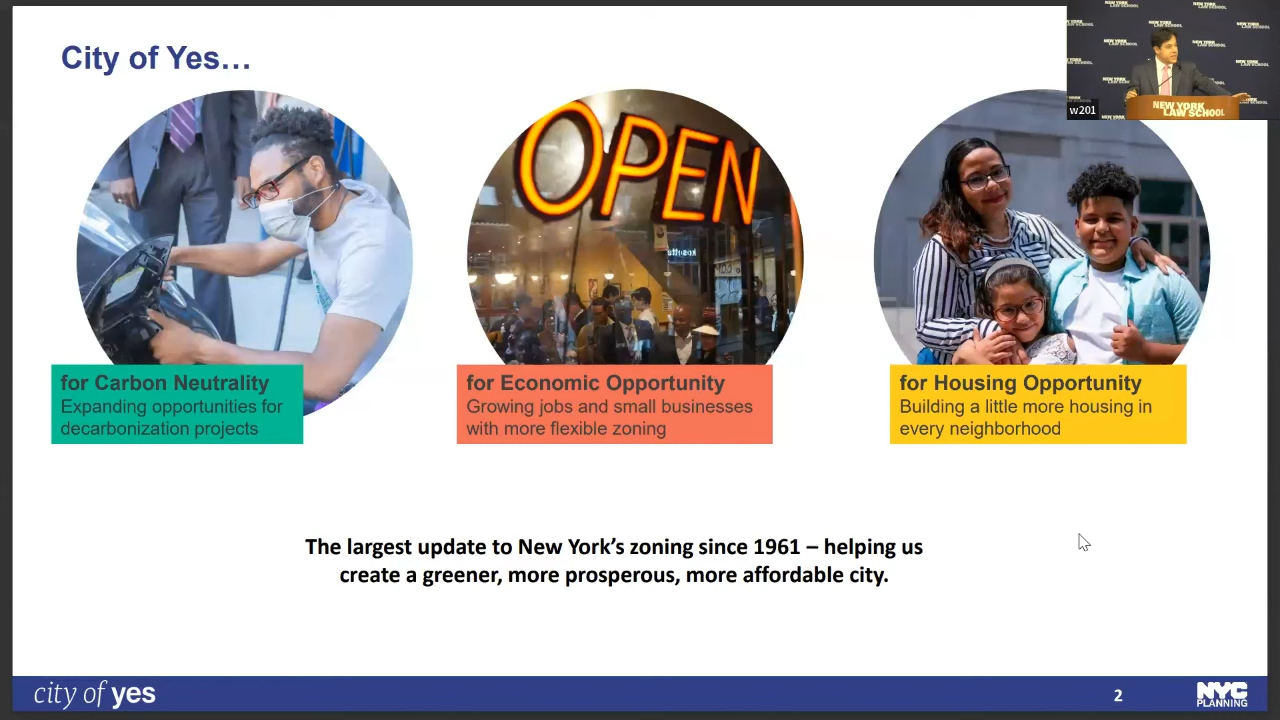 City of Yes…
w201
NEW YORK
LAW SCHOOL
OPEN
for Carbon Neutrality
Expanding opportunities for
decarbonization projects
for Economic Opportunity
Growing jobs and small businesses
with more flexible zoning
for Housing Opportunity
Building a little more housing in
every neighborhood
The largest update to New York’s zoning since 1961 – helping us
create a greener, more prosperous, more affordable city.
city of yes
2
NYC
PLANNING